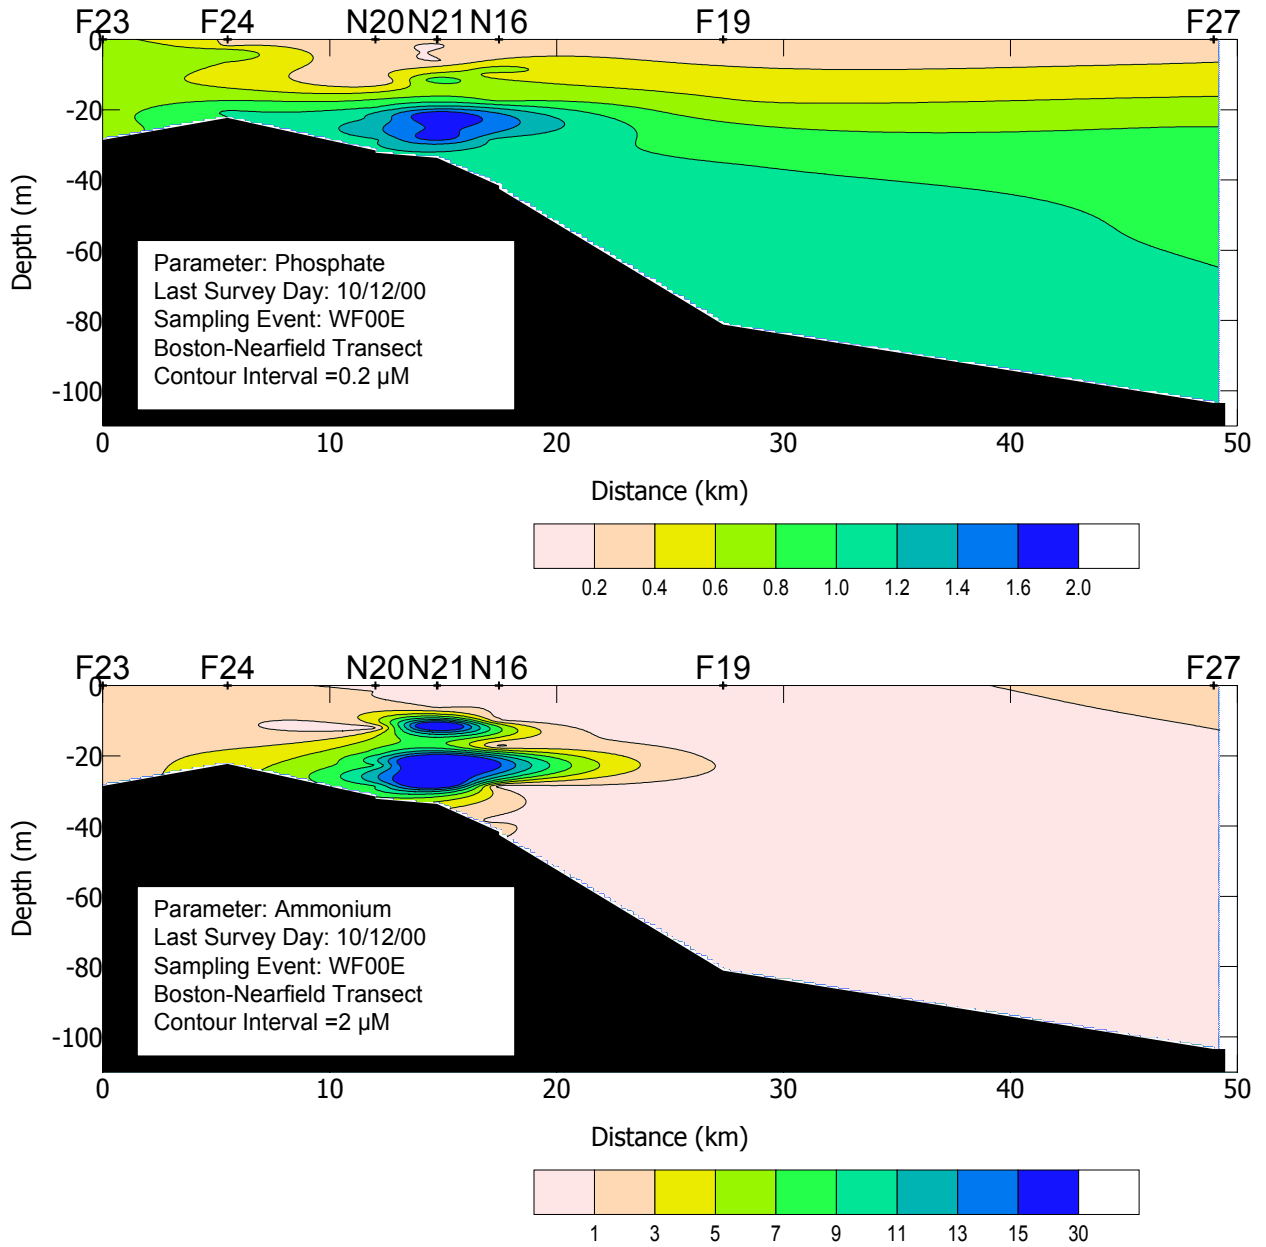 F23 F24 N20 N21 N16 F19 F27
0
-20
-40
-60
-80
-100
Depth (m)
Parameter: Phosphate
Last Survey Day: 10/12/00
Sampling Event: WF00E
Boston-Nearfield Transect
Contour Interval =0.2 µM
0 10 20 30 40 50
Distance (km)
0.2 0.4 0.6 0.8 1.0 1.2 1.4 1.6 2.0
F23 F24 N20 N21 N16 F19 F27
0
-20
-40
-60
-80
-100
Depth (m)
Parameter: Ammonium
Last Survey Day: 10/12/00
Sampling Event: WF00E
Boston-Nearfield Transect
Contour Interval =2 µM
0 10 20 30 40 50
Distance (km)
1 3 5 7 9 11 13 15 30